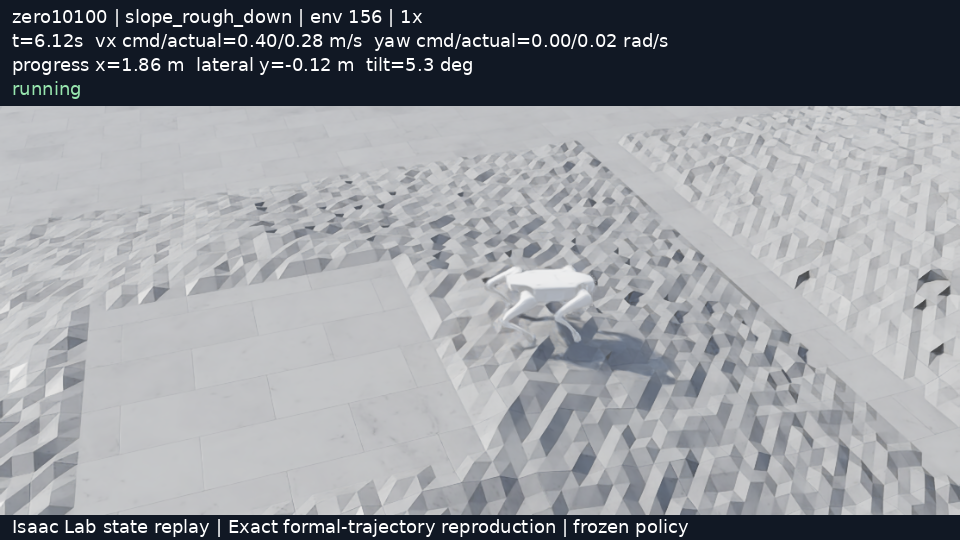 zero10100 | slope_rough_down | env 156 | 1x
t=6.12s  vx cmd/actual=0.40/0.28 m/s  yaw cmd/actual=0.00/0.02 rad/s
progress x=1.86 m  lateral y=-0.12 m  tilt=5.3 deg
running
Isaac Lab state replay | Exact formal-trajectory reproduction | frozen policy